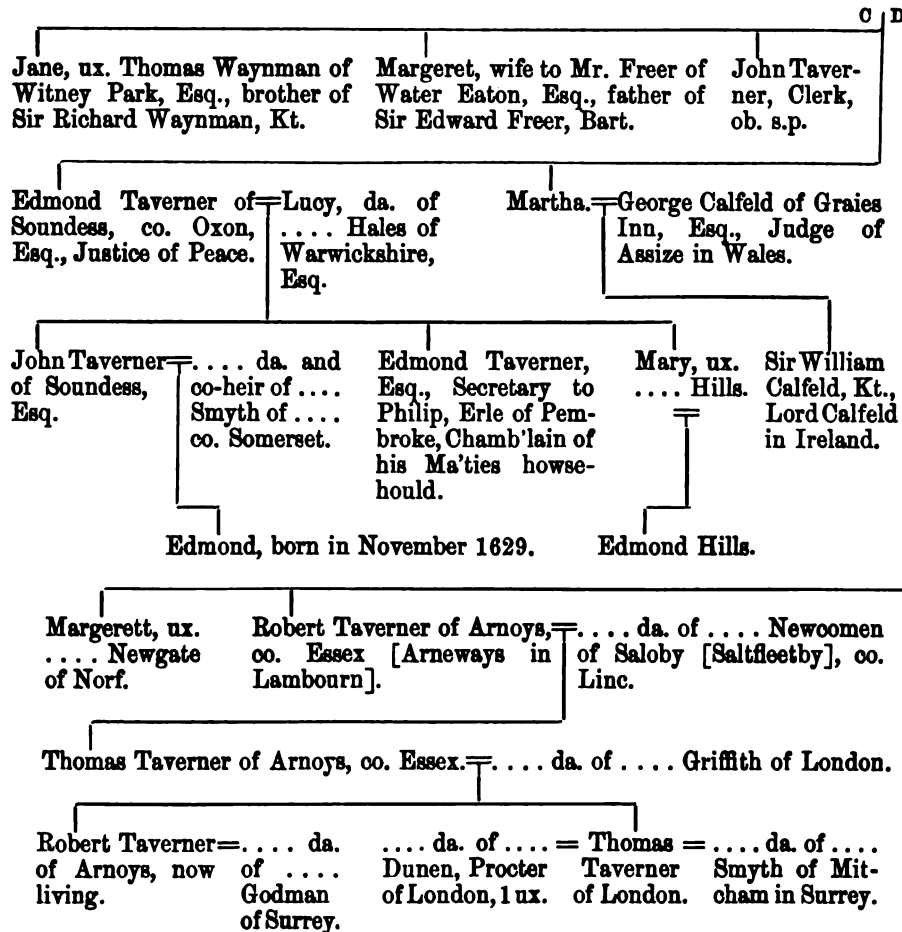 C D
Jane, ux. Thomas Waynman of
Witney Park, Esq., brother of
Sir Richard Waynman, Kt.
Margeret, wife to Mr. Freer of
Water Eaton, Esq., father of
Sir Edward Freer, Bart.
John Taver-
ner, Clerk,
ob. s.p.
Edmond Taverner of
Soundess, co. Oxon,
Esq., Justice of Peace.
=Lucy, da. of
.... Hales of
Warwickshire,
Esq.
Martha.=
George Calfeld of Graies
Inn, Esq., Judge of
Assize in Wales.
John Taverner=
of Soundess,
Esq.
.... da. and
co-heir of ....
Smyth of ....
co. Somerset.
Edmond Taverner,
Esq., Secretary to
Philip, Erle of Pem-
broke, Chamb'lain of
his Ma'ties howse-
hould.
Mary, ux.
.... Hills.
=
Sir William
Calfeld, Kt.,
Lord Calfeld
in Ireland.
Edmond, born in November 1629.
Edmond Hills.
Margerett, ux.
.... Newgate
of Norf.
Robert Taverner of Arnoys,=
co. Essex [Arneways in
Lambourn].
.... da. of .... Newcomen
of Saloby [Saltfleetby], co.
Linc.
Thomas Taverner of Arnoys, co. Essex.=.... da. of .... Griffith of London.
Robert Taverner=
of Arnoys, now
living.
.... da.
of ....
Godman
of Surrey.
.... da. of ....
Dunen, Procter
of London, 1 ux.
= Thomas =
Taverner
of London.
.... da. of ....
Smyth of Mit-
cham in Surrey.